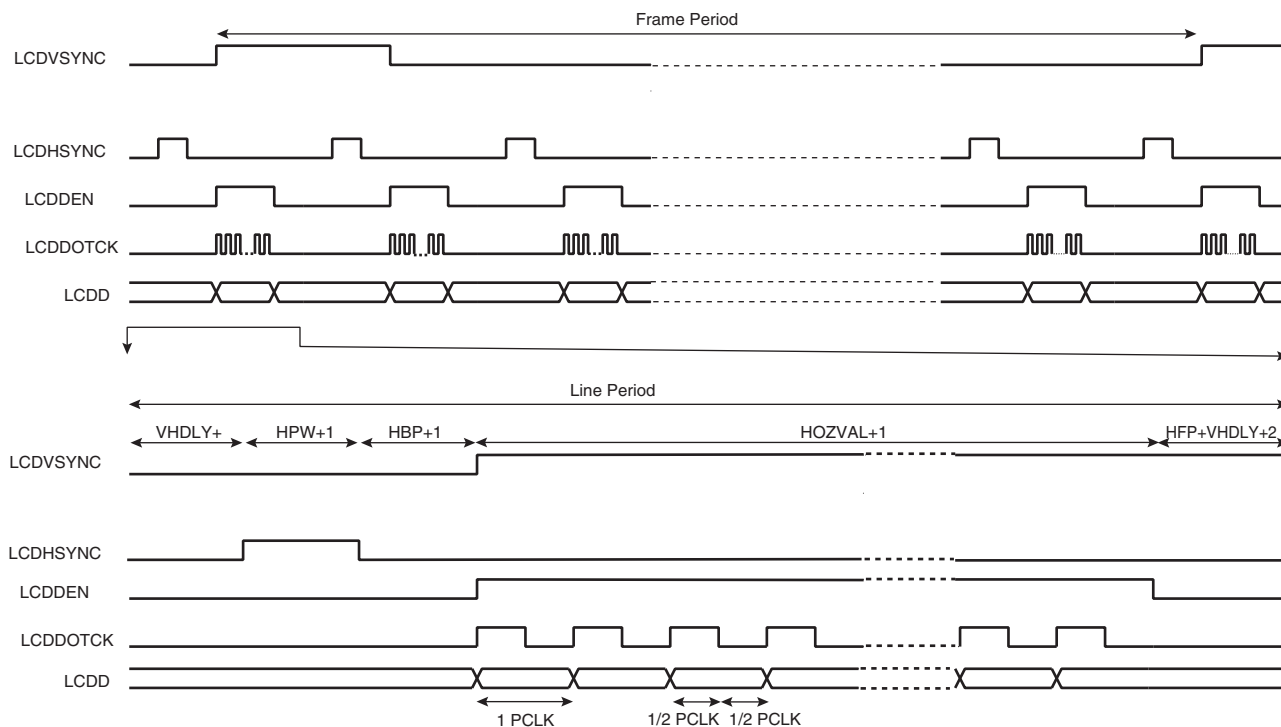 Frame Period
LCDVSYNC
LCDHSYNC
LCDDEN
LCDDOTCK
LCDD
Line Period
VHDLY+ HPW+1 HBP+1 HOZVAL+1 HFP+VHDLY+2
LCDVSYNC
LCDHSYNC
LCDDEN
LCDDOTCK
LCDD
1 PCLK 1/2 PCLK 1/2 PCLK